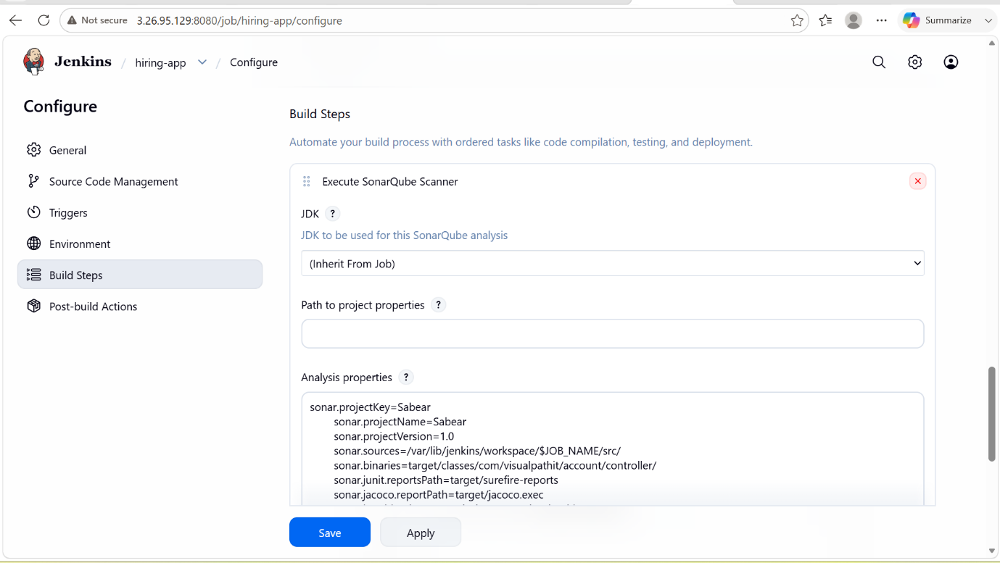 Not secure 3.26.95.129:8080/job/hiring-app/configure
Summarize
Jenkins / hiring-app / Configure
Configure
General
Source Code Management
Triggers
Environment
Build Steps
Post-build Actions
Build Steps
Automate your build process with ordered tasks like code compilation, testing, and deployment.
Execute SonarQube Scanner
JDK ?
JDK to be used for this SonarQube analysis
(Inherit From Job)
Path to project properties ?
Analysis properties ?
sonar.projectKey=Sabear
sonar.projectName=Sabear
sonar.projectVersion=1.0
sonar.sources=/var/lib/jenkins/workspace/$JOB_NAME/src/
sonar.binaries=target/classes/com/visualpathit/account/controller/
sonar.junit.reportsPath=target/surefire-reports
sonar.jacoco.reportPath=target/jacoco.exec
Save
Apply